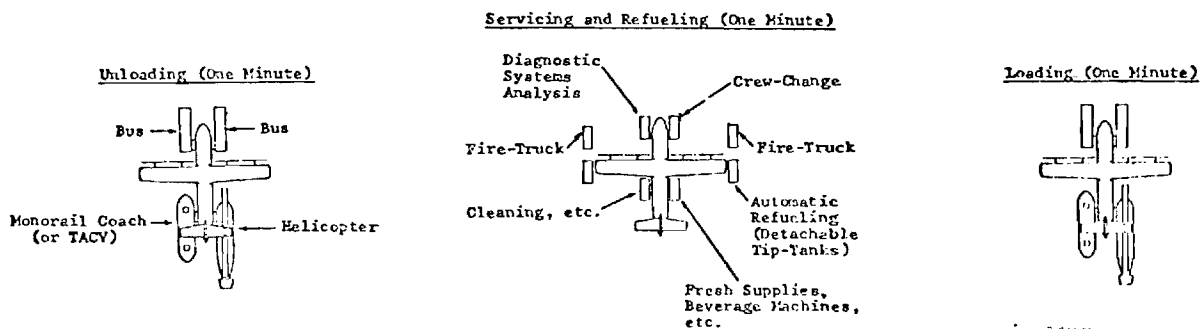 Servicing and Refueling (One Minute)
Unloading (One Minute)
Loading (One Minute)
Diagnostic
Systems
Analysis
Crew-Change
Bus
Bus
Fire-Truck
Fire-Truck
Monorail Coach
(or TACV)
Helicopter
Cleaning, etc.
Automatic
Refueling
(Detachable
Tip-Tanks)
Fresh Supplies,
Beverage Machines,
etc.